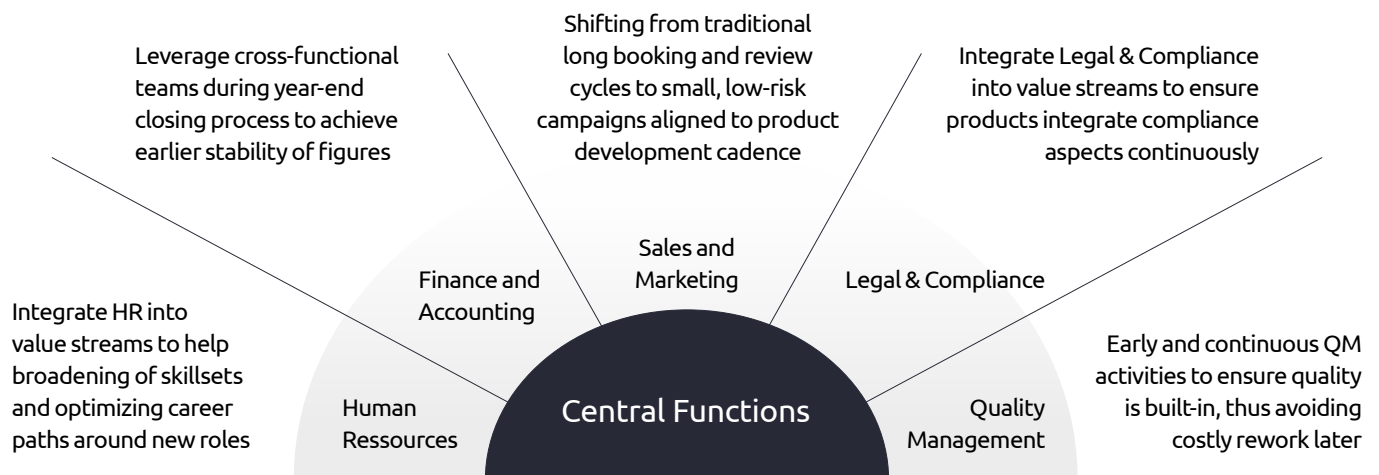 Shifting from traditional
long booking and review
cycles to small, low-risk
campaigns aligned to product
development cadence
Leverage cross-functional
teams during year-end
closing process to achieve
earlier stability of figures
Integrate Legal & Compliance
into value streams to ensure
products integrate compliance
aspects continuously
Sales and
Marketing
Finance and
Accounting
Legal & Compliance
Integrate HR into
value streams to help
broadening of skillsets
and optimizing career
paths around new roles
Human
Ressources
Central Functions
Quality
Management
Early and continuous QM
activities to ensure quality
is built-in, thus avoiding
costly rework later